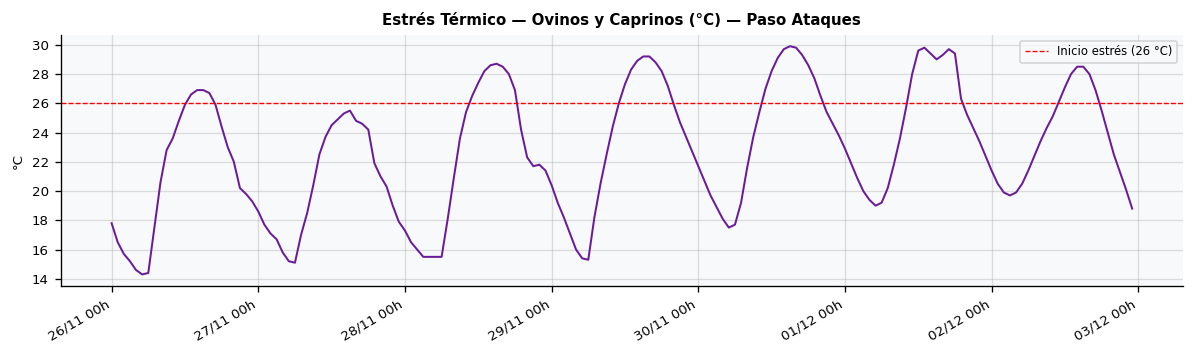 Estrés Térmico — Ovinos y Caprinos (°C) — Paso Ataques
Inicio estrés (26 °C)
°C
30
28
26
24
22
20
18
16
14
26/11 00h
27/11 00h
28/11 00h
29/11 00h
30/11 00h
01/12 00h
02/12 00h
03/12 00h